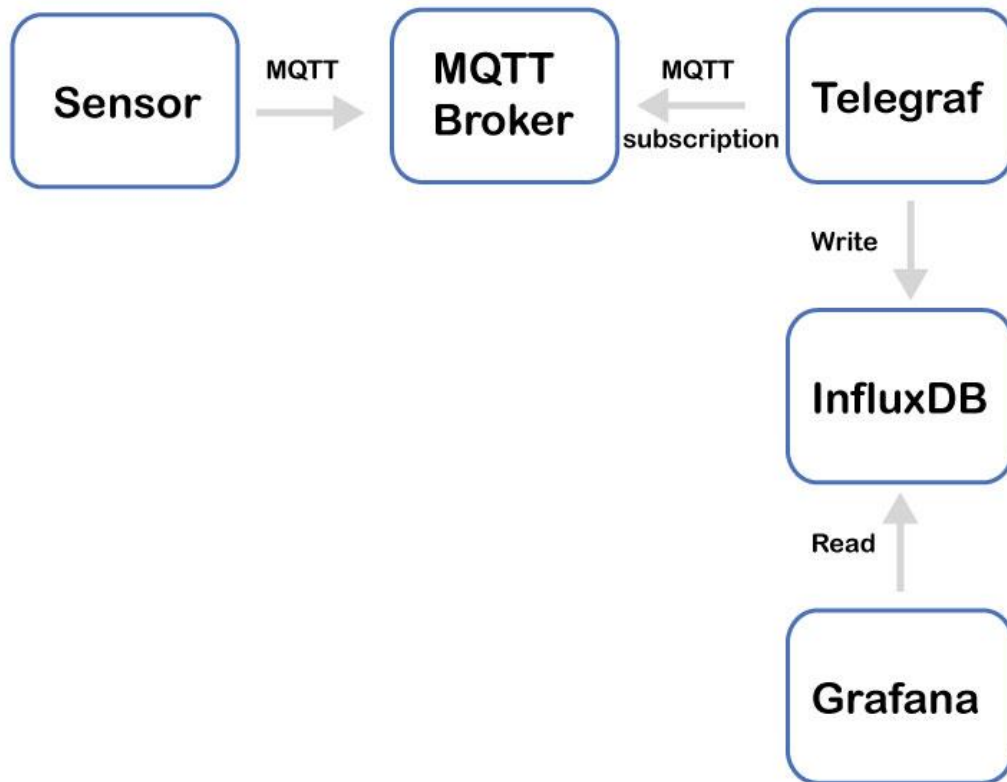 Sensor
MQTT
MQTT
Broker
MQTT
subscription
Telegraf
Write
InfluxDB
Read
Grafana